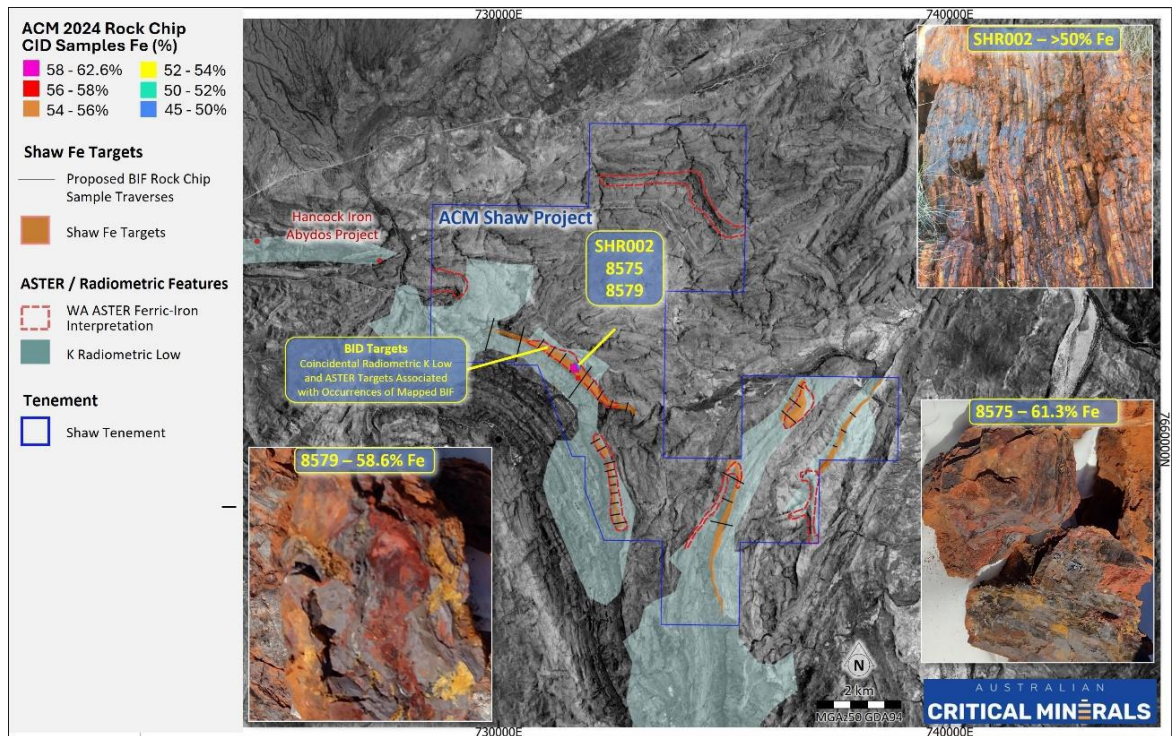 730000E
740000E
ACM 2024 Rock Chip
CID Samples Fe (%)
58 - 62.6%
52 - 54%
56 - 58%
50 - 52%
54 - 56%
45 - 50%
Shaw Fe Targets
Proposed BIF Rock Chip
Sample Traverses
Shaw Fe Targets
ASTER / Radiometric Features
WA ASTER Ferric-Iron
Interpretation
K Radiometric Low
Tenement
Shaw Tenement
SHR002 – >50% Fe
Hancock Iron
Abydos Project
ACM Shaw Project
SHR002
8575
8579
BID Targets
Coincidental Radiometric K Low
and ASTER Targets Associated
with Occurrences of Mapped BIF
8575 – 61.3% Fe
7660000N
8579 – 58.6% Fe
N
2 km
MGAz50 GDA94
AUSTRALIAN
CRITICAL MINERALS
730000E
740000E